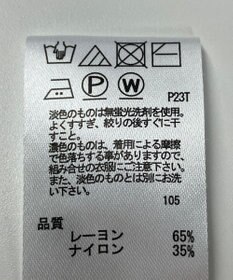 P W P23T
淡色のものは無蛍光洗剤を使用。
よくすすぎ、絞りの後すぐに干
すこと。
濃色のものは、着用による摩擦
で色落ちする事がありますので、
組み合せの衣服にご注意下さい。
また、淡色のものとは別にお洗
い下さい。
105
品質
レーヨン 65%
ナイロン 35%